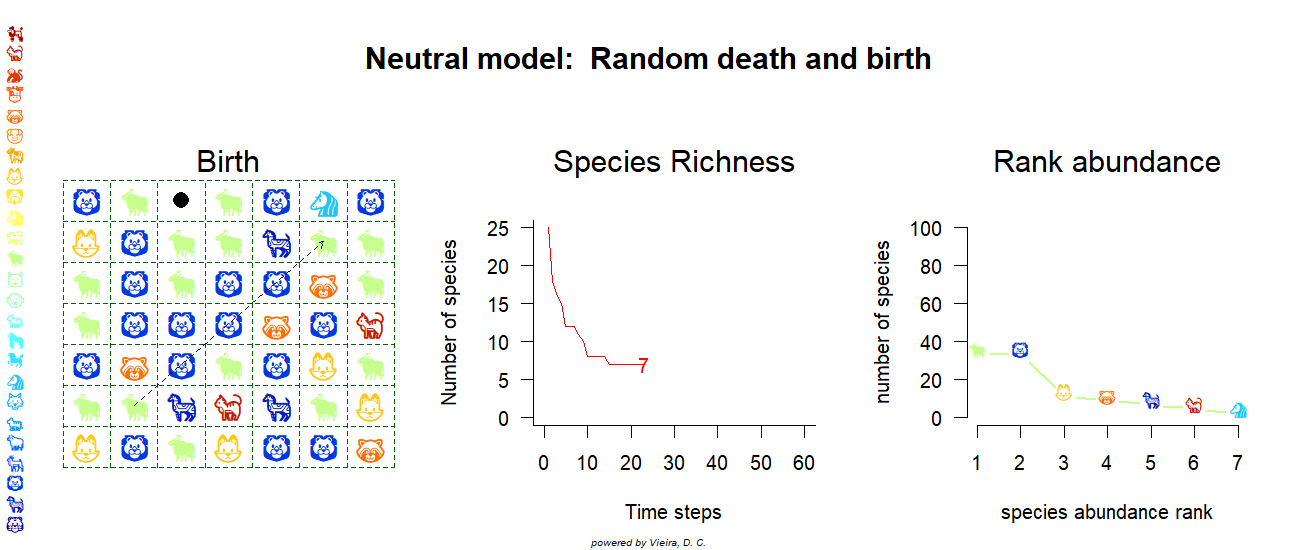 Neutral model:  Random death and birth
Birth
Species Richness
Rank abundance
Number of species
25
20
15
10
5
0
7
0 10 20 30 40 50 60
Time steps
number of species
100
80
60
40
20
0
1 2 3 4 5 6 7
species abundance rank
powered by Vieira, D. C.